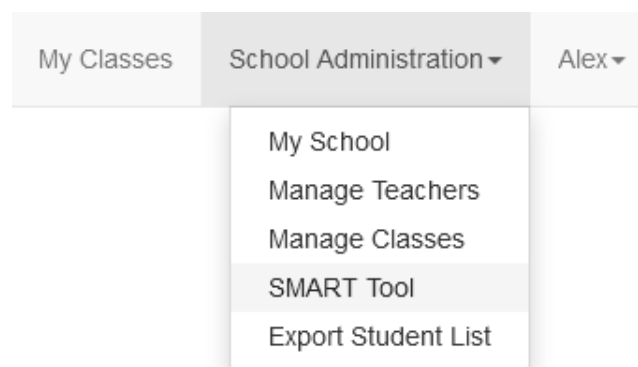 My Classes School Administration Alex
My School
Manage Teachers
Manage Classes
SMART Tool
Export Student List